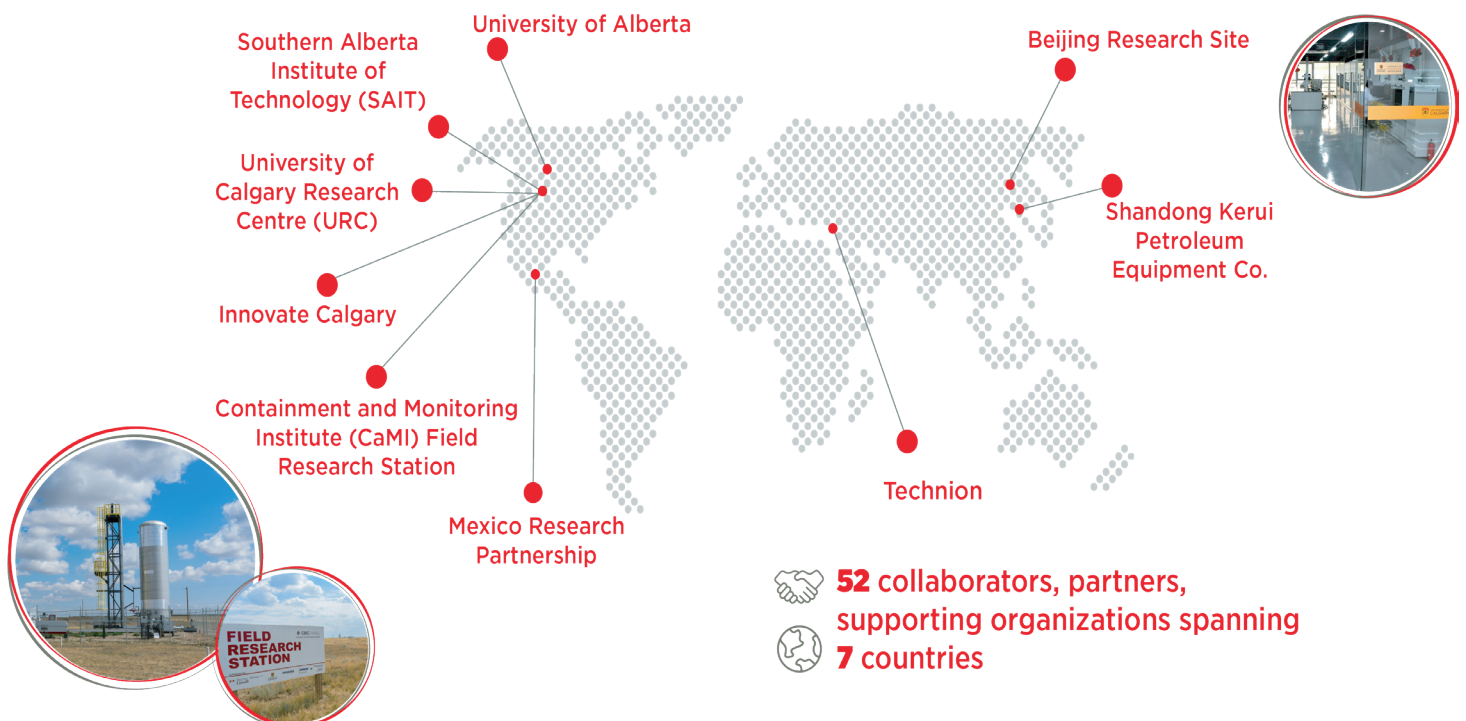 University of Alberta
Southern Alberta
Institute of
Technology (SAIT)
University of
Calgary Research
Centre (URC)
Innovate Calgary
Containment and Monitoring
Institute (CaMI) Field
Research Station
Mexico Research
Partnership
Beijing Research Site
Shandong Kerui
Petroleum
Equipment Co.
Technion
FIELD
RESEARCH
STATION
52 collaborators, partners,
supporting organizations spanning
7 countries